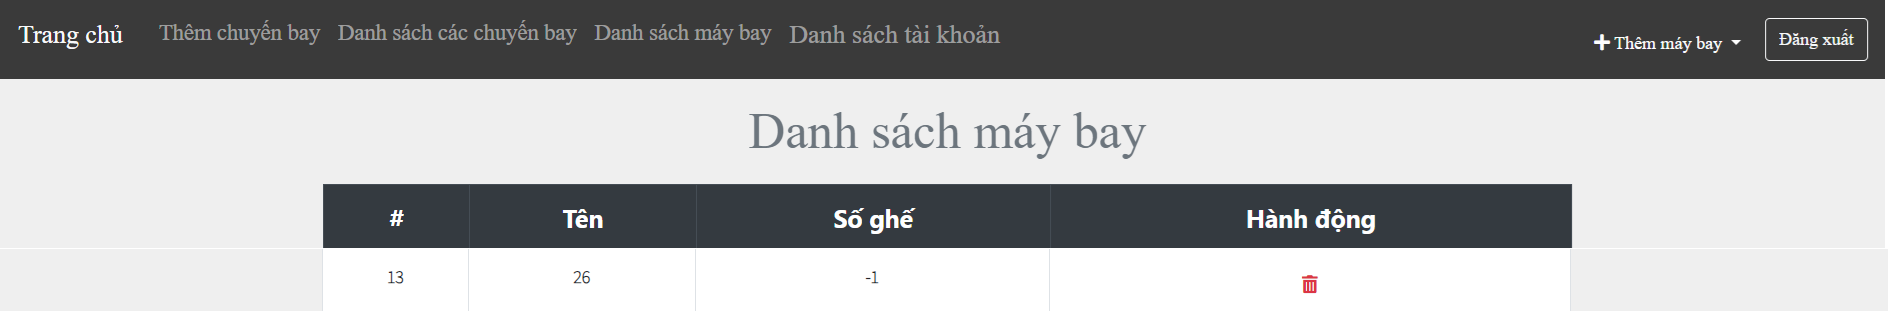 Trang chủ Thêm chuyến bay Danh sách các chuyến bay Danh sách máy bay Danh sách tài khoản Thêm máy bay Đăng xuất
Danh sách máy bay
# Tên Số ghế Hành động
13 26 -1